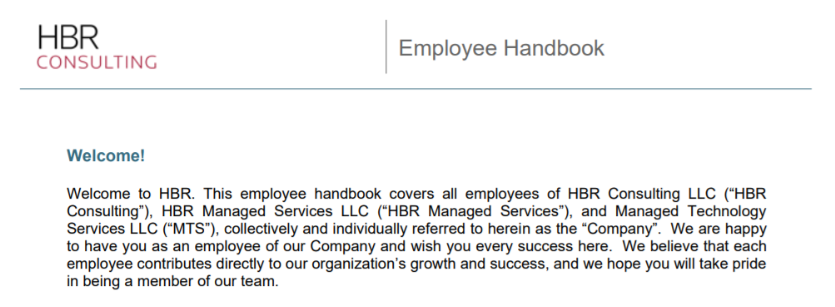 HBR
CONSULTING
Employee Handbook
Welcome!
Welcome to HBR. This employee handbook covers all employees of HBR Consulting LLC (“HBR
Consulting”), HBR Managed Services LLC (“HBR Managed Services”), and Managed Technology
Services LLC (“MTS”), collectively and individually referred to herein as the “Company”. We are happy
to have you as an employee of our Company and wish you every success here. We believe that each
employee contributes directly to our organization’s growth and success, and we hope you will take pride
in being a member of our team.